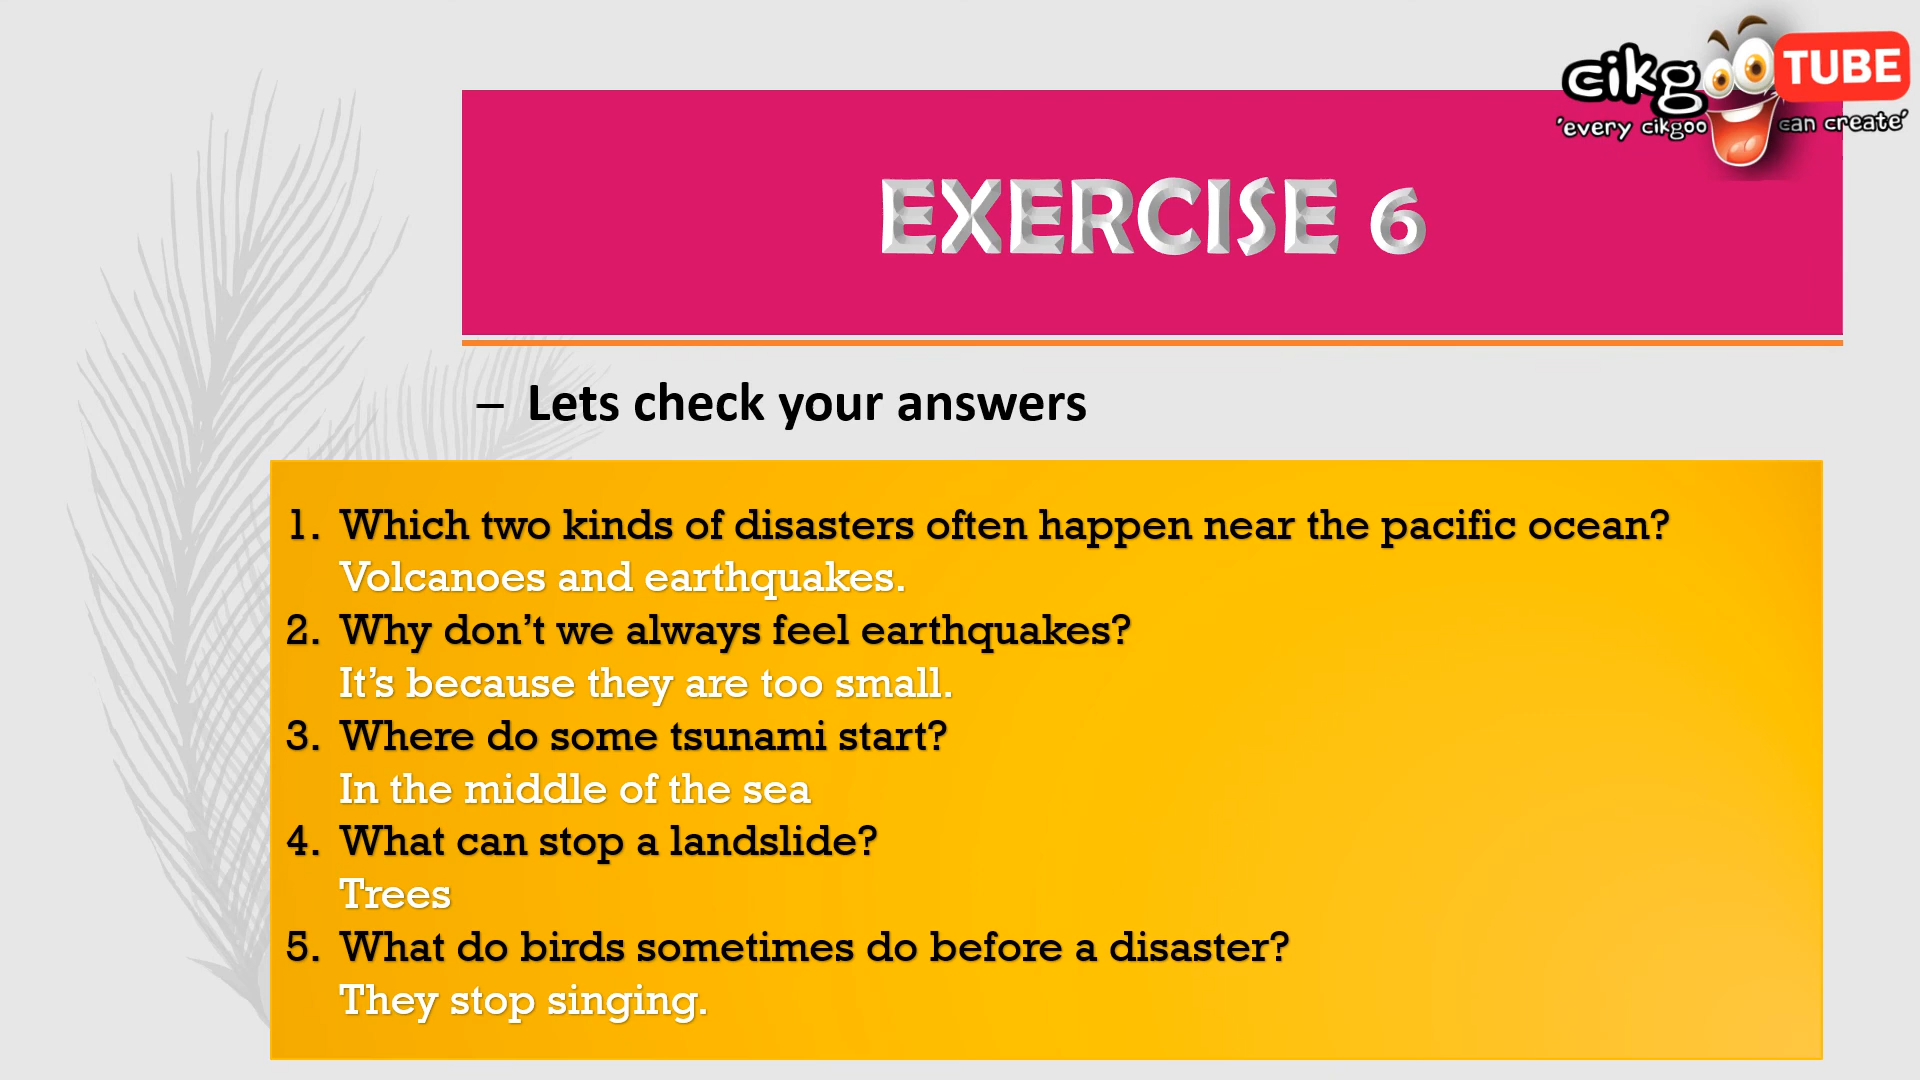 cikgoo TUBE
'every cikgoo can create'
EXERCISE 6
– Lets check your answers
1. Which two kinds of disasters often happen near the pacific ocean?
Volcanoes and earthquakes.
2. Why don’t we always feel earthquakes?
It’s because they are too small.
3. Where do some tsunami start?
In the middle of the sea
4. What can stop a landslide?
Trees
5. What do birds sometimes do before a disaster?
They stop singing.